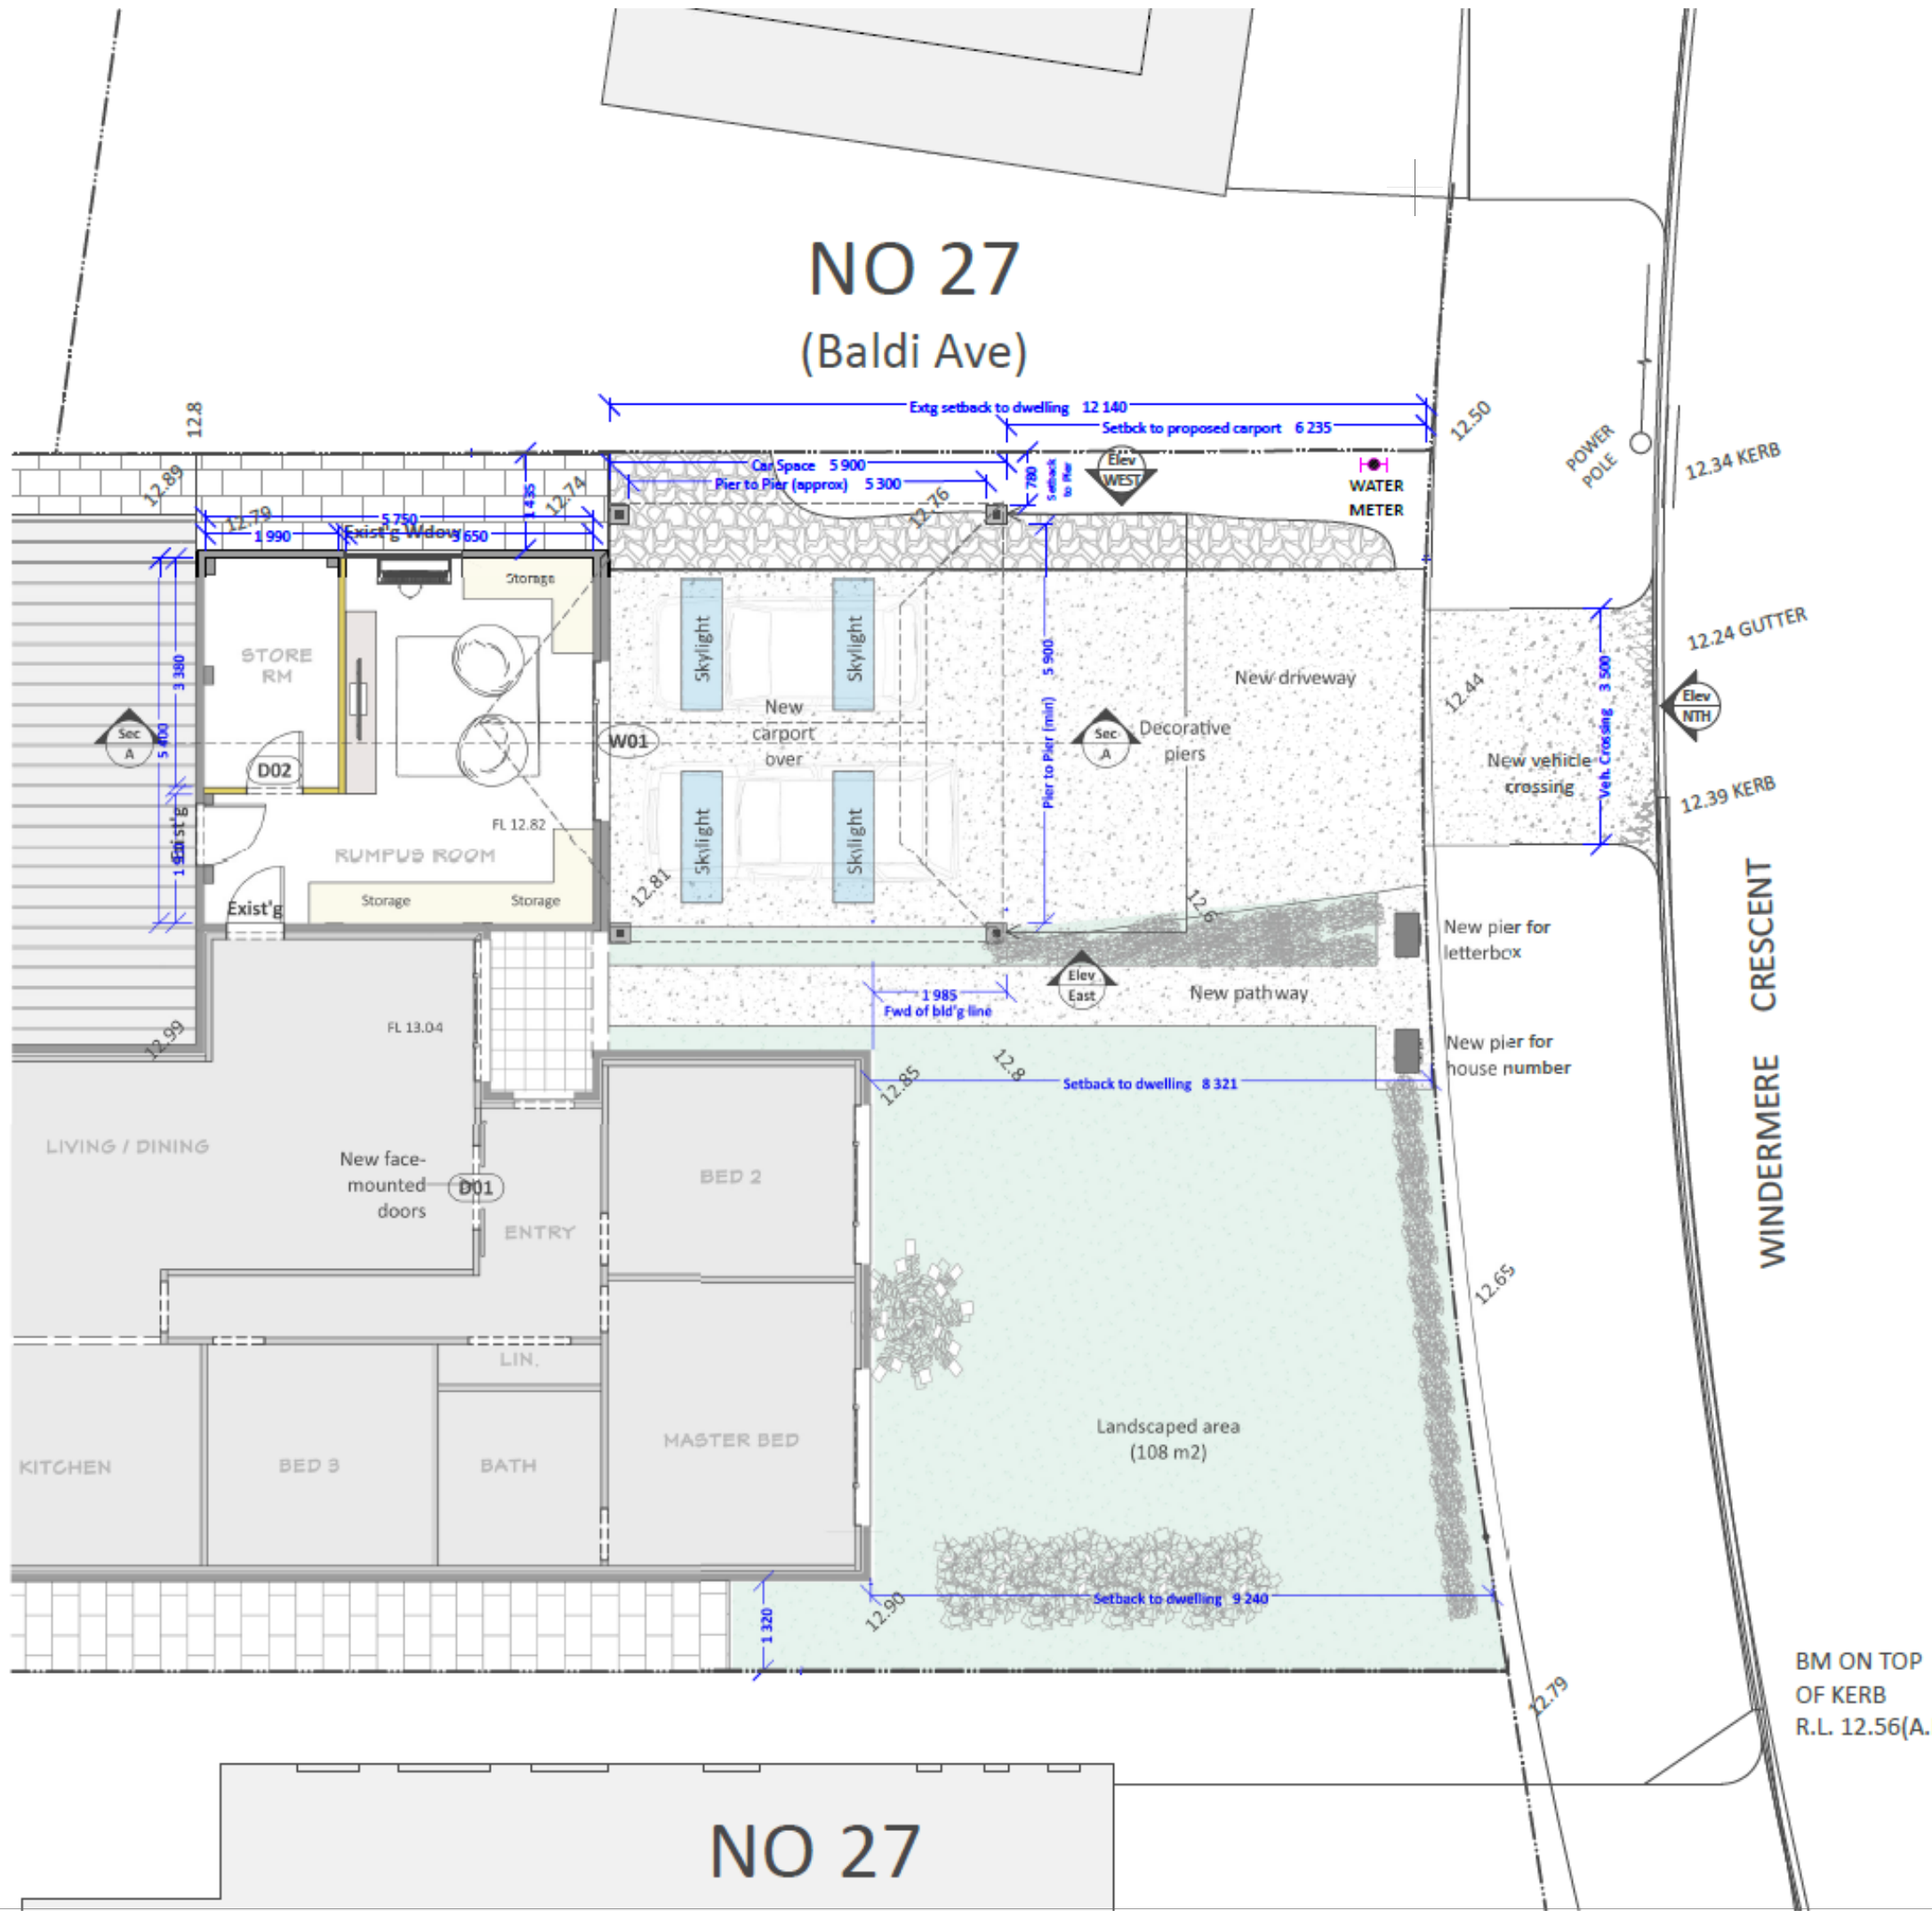 NO 27
(Baldi Ave)
12.8
Extg setback to dwelling 12 140
12.50
Setbck to proposed carport 6 235
POWER
POLE
12.34 KERB
12.89
12.79
12.74
1 435
Car Space 5 900
Pier to Pier (approx) 5 300
780
Setback
to Pier
Elev
WEST
WATER
METER
12.76
5 750
1 990
Exist'g Wdow
3 650
Storage
STORE
RM
3 380
5 400
Skylight
Skylight
New
carport
over
Pier to Pier (min) 5 900
New driveway
12.44
12.24 GUTTER
Veh. Crossing 3 500
Elev
NTH
Sec
A
D02
W01
Sec
A
Decorative
piers
New vehicle
crossing
12.39 KERB
Exist'g
FL 12.82
RUMPUS ROOM
Skylight
Skylight
12.81
Exist'g
Storage
Storage
12.6
New pier for
letterbox
Elev
East
1 985
Fwd of bld'g line
New pathway
FL 13.04
12.99
New pier for
house number
WINDERMERE CRESCENT
12.85
12.8
Setback to dwelling 8 321
LIVING / DINING
New face-
mounted
doors
D01
BED 2
ENTRY
12.65
LIN.
KITCHEN
BED 3
BATH
MASTER BED
Landscaped area
(108 m2)
1 320
12.90
Setback to dwelling 9 240
12.79
BM ON TOP
OF KERB
R.L. 12.56(A.
NO 27